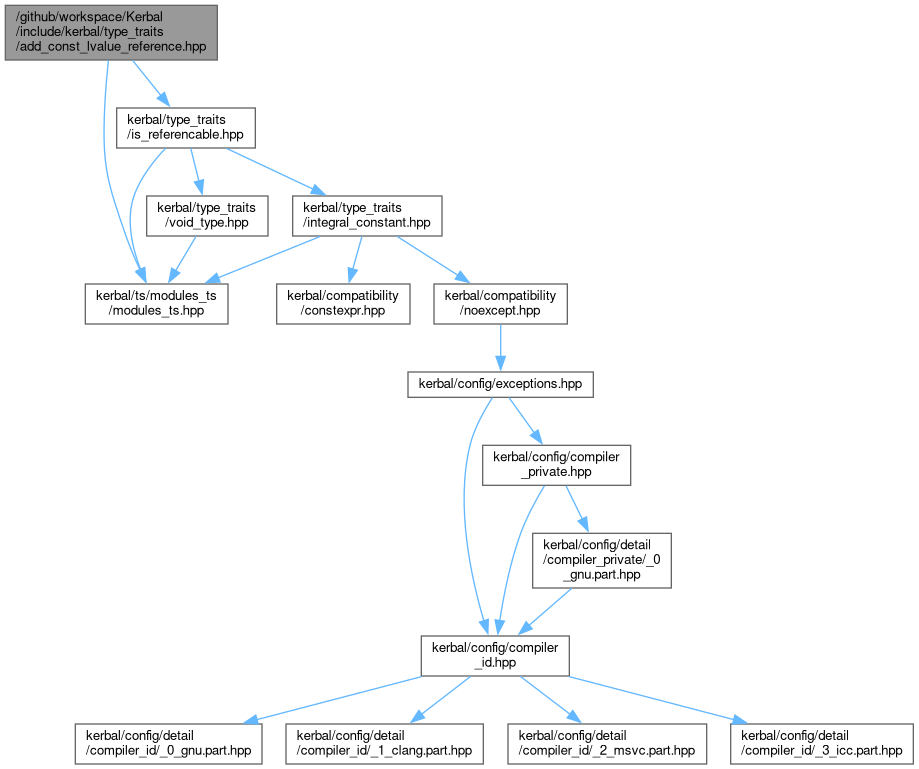 /github/workspace/Kerbal
/include/kerbal/type_traits
/add_const_lvalue_reference.hpp
kerbal/type_traits
/is_referencable.hpp
kerbal/type_traits
/void_type.hpp
kerbal/type_traits
/integral_constant.hpp
kerbal/ts/modules_ts
/modules_ts.hpp
kerbal/compatibility
/constexpr.hpp
kerbal/compatibility
/noexcept.hpp
kerbal/config/exceptions.hpp
kerbal/config/compiler
_private.hpp
kerbal/config/detail
/compiler_private/_0
_gnu.part.hpp
kerbal/config/compiler
_id.hpp
kerbal/config/detail
/compiler_id/_0_gnu.part.hpp
kerbal/config/detail
/compiler_id/_1_clang.part.hpp
kerbal/config/detail
/compiler_id/_2_msvc.part.hpp
kerbal/config/detail
/compiler_id/_3_icc.part.hpp